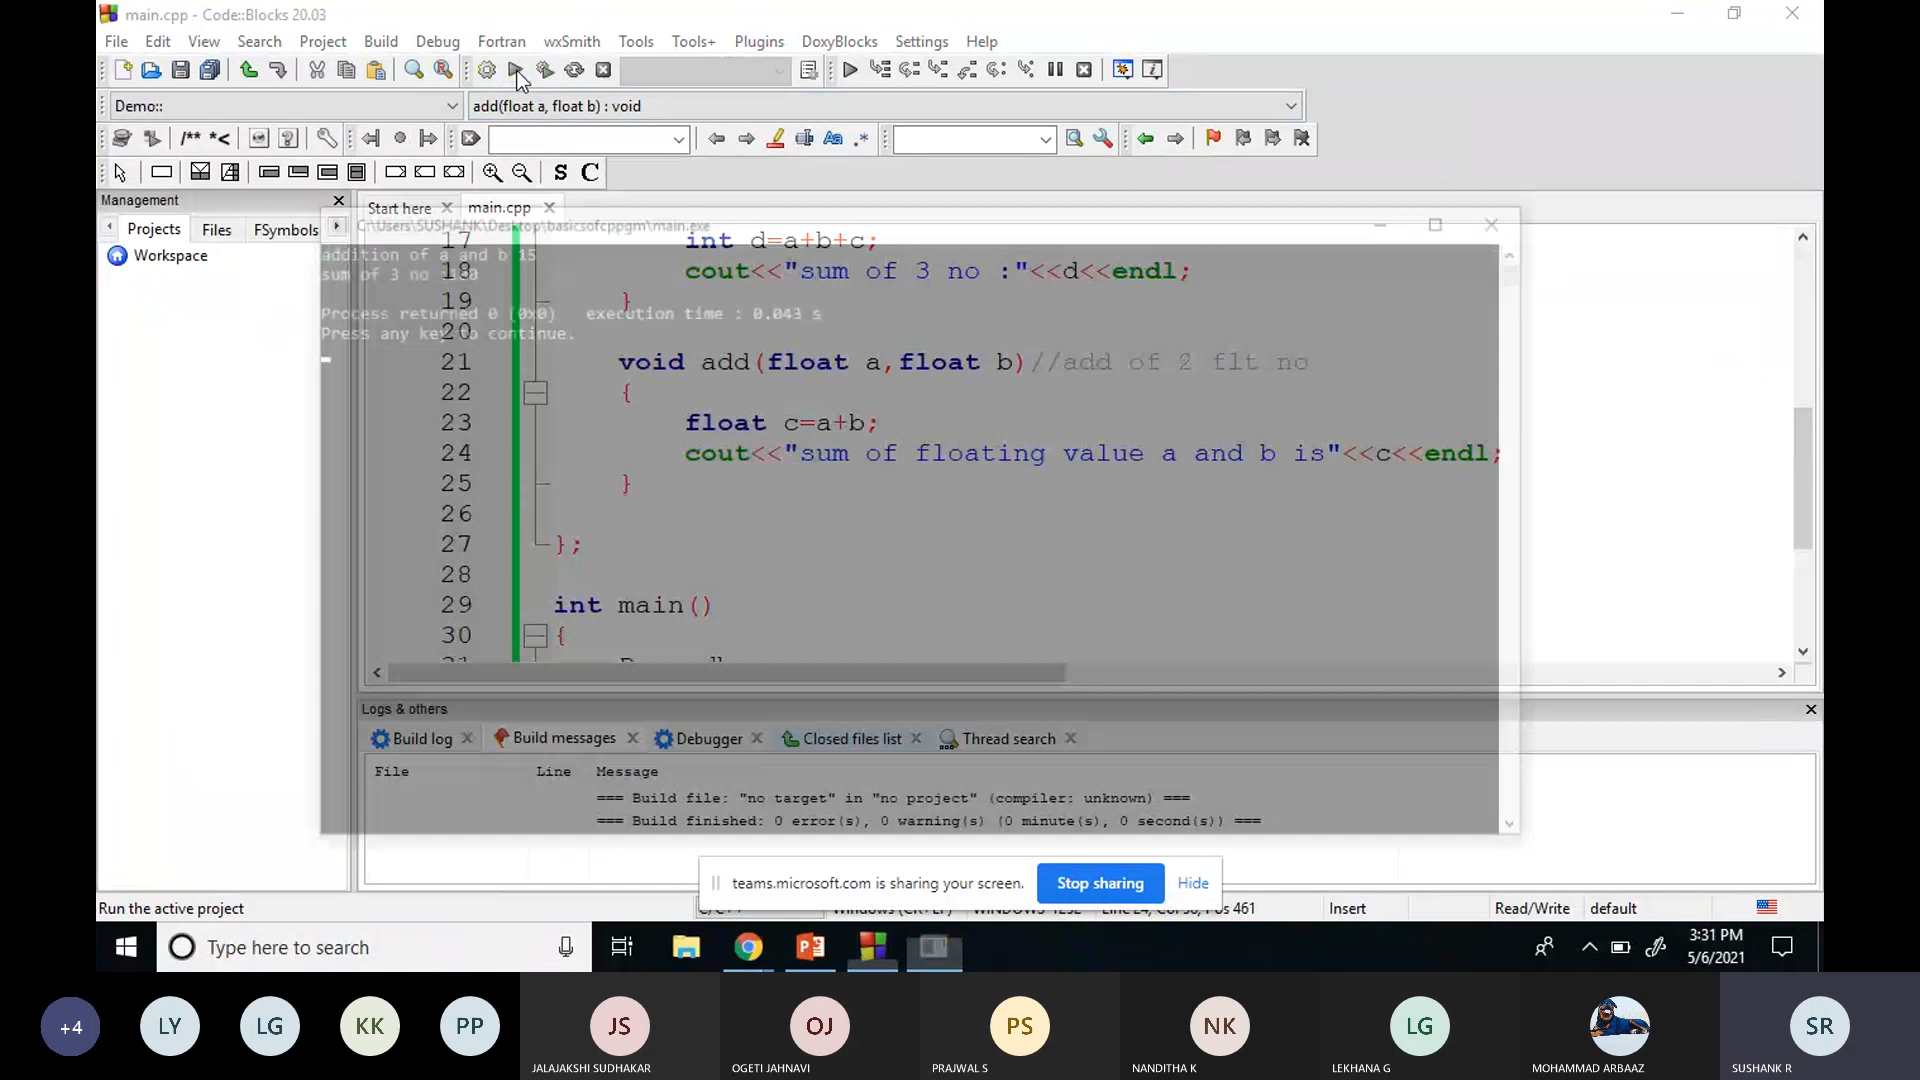 main.cpp - Code::Blocks 20.03
File Edit View Search Project Build Debug Fortran wxSmith Tools Tools+ Plugins DoxyBlocks Settings Help
Demo:: add(float a, float b) : void
/** *<
Aa .*
S C
Management
Start here main.cpp
Projects Files FSymbols
C:\Users\SUSHANK\Desktop\basicsofcppgm\main.exe
Workspace
17 int d=a+b+c;
addition of a and b 15
18 cout<<"sum of 3 no :"<<d<<endl;
sum of 3 no
19 }
Process returned 0 (0x0) execution time : 0.043 s
20
Press any key to continue.
21 void add(float a,float b)//add of 2 flt no
22 {
23 float c=a+b;
24 cout<<"sum of floating value a and b is"<<c<<endl;
25 }
26
27 };
28
29 int main()
30 {
Logs & others
Build log Build messages Debugger Closed files list Thread search
File Line Message
=== Build file: "no target" in "no project" (compiler: unknown) ===
=== Build finished: 0 error(s), 0 warning(s) (0 minute(s), 0 second(s)) ===
teams.microsoft.com is sharing your screen. Stop sharing Hide
Run the active project Insert Read/Write default
Type here to search
3:31 PM
5/6/2021
+4 LY LG KK PP JS OJ PS NK LG SR
JALAJAKSHI SUDHAKAR OGETI JAHNAVI PRAJWAL S NANDITHA K LEKHANA G MOHAMMAD ARBAAZ SUSHANK R